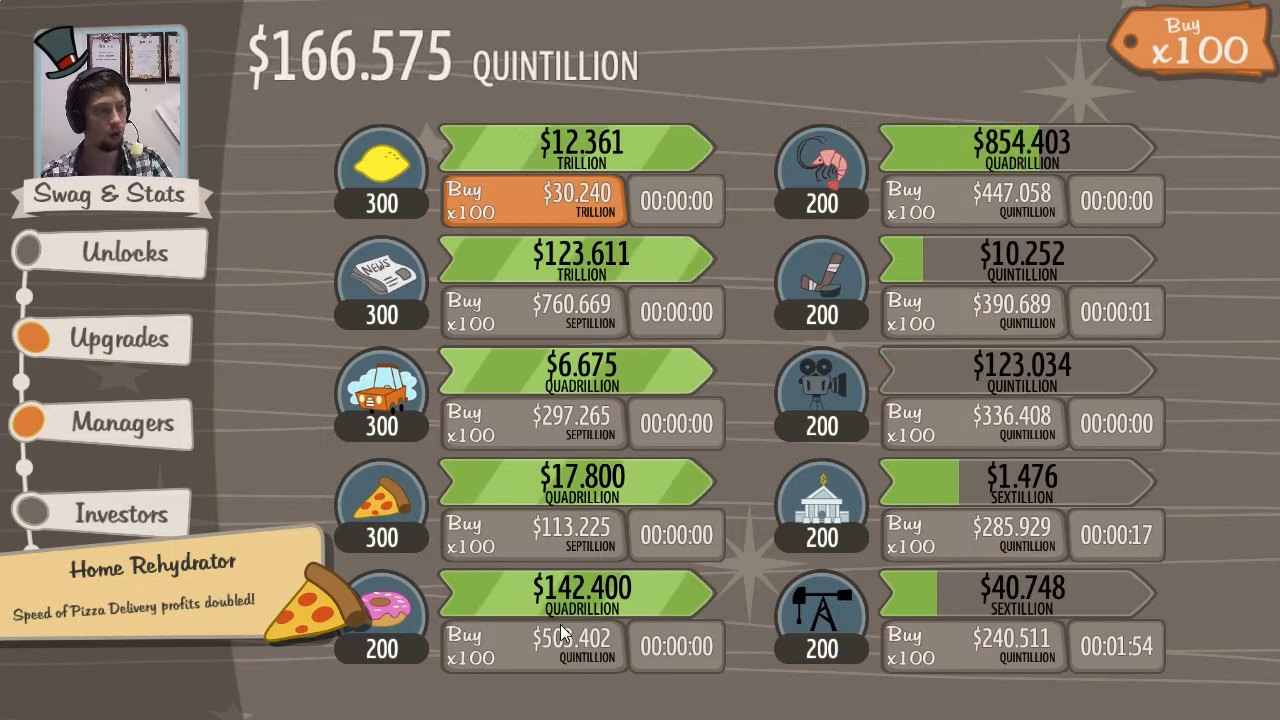 $166.575 QUINTILLION
Buy
x100
Swag & Stats
Unlocks
Upgrades
Managers
Investors
Home Rehydrator
Speed of Pizza Delivery profits doubled!
300
$12.361
TRILLION
Buy
x100
$30.240
TRILLION
00:00:00
NEWS
300
$123.611
TRILLION
Buy
x100
$760.669
SEPTILLION
00:00:00
300
$6.675
QUADRILLION
Buy
x100
$297.265
SEPTILLION
00:00:00
300
$17.800
QUADRILLION
Buy
x100
$113.225
SEPTILLION
00:00:00
200
$142.400
QUADRILLION
Buy
x100
QUINTILLION
00:00:00
200
$854.403
QUADRILLION
Buy
x100
$447.058
QUINTILLION
00:00:00
200
$10.252
QUINTILLION
Buy
x100
$390.689
QUINTILLION
00:00:01
200
$123.034
QUINTILLION
Buy
x100
$336.408
QUINTILLION
00:00:00
200
$1.476
SEXTILLION
Buy
x100
$285.929
QUINTILLION
00:00:17
200
$40.748
SEXTILLION
Buy
x100
$240.511
QUINTILLION
00:01:54